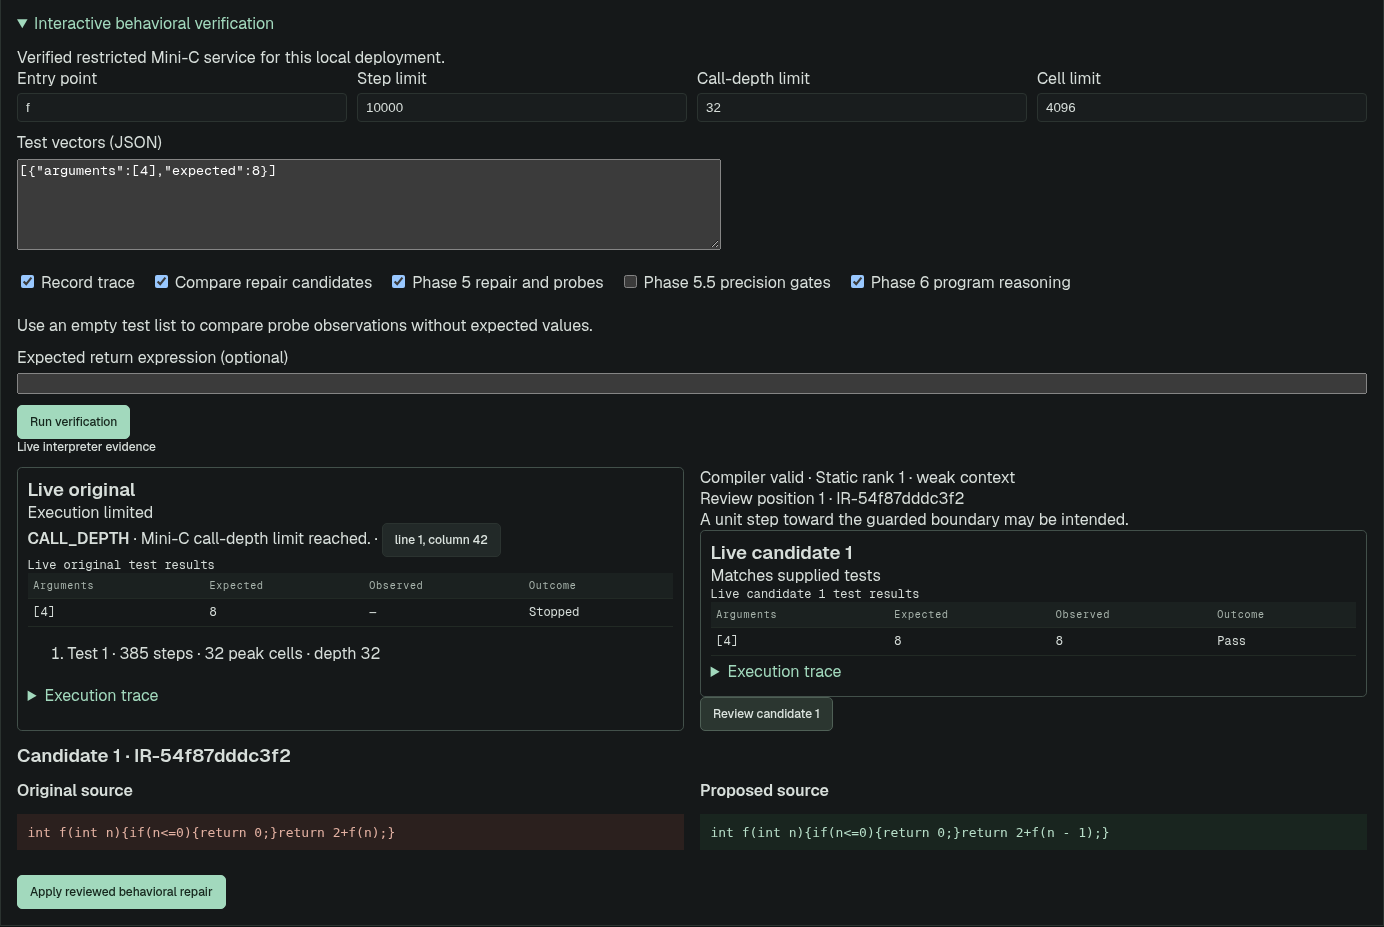 ▼ Interactive behavioral verification
Verified restricted Mini-C service for this local deployment.
Entry point Step limit Call-depth limit Cell limit
f 10000 32 4096
Test vectors (JSON)
[{"arguments":[4],"expected":8}]
Record trace Compare repair candidates Phase 5 repair and probes Phase 5.5 precision gates Phase 6 program reasoning
Use an empty test list to compare probe observations without expected values.
Expected return expression (optional)
Run verification
Live interpreter evidence
Live original
Execution limited
CALL_DEPTH · Mini-C call-depth limit reached. · line 1, column 42
Live original test results
Arguments Expected Observed Outcome
[4] 8 — Stopped
1. Test 1 · 385 steps · 32 peak cells · depth 32
▶ Execution trace
Compiler valid · Static rank 1 · weak context
Review position 1 · IR-54f87dddc3f2
A unit step toward the guarded boundary may be intended.
Live candidate 1
Matches supplied tests
Live candidate 1 test results
Arguments Expected Observed Outcome
[4] 8 8 Pass
▶ Execution trace
Review candidate 1
Candidate 1 · IR-54f87dddc3f2
Original source
int f(int n){if(n<=0){return 0;}return 2+f(n);}
Proposed source
int f(int n){if(n<=0){return 0;}return 2+f(n - 1);}
Apply reviewed behavioral repair